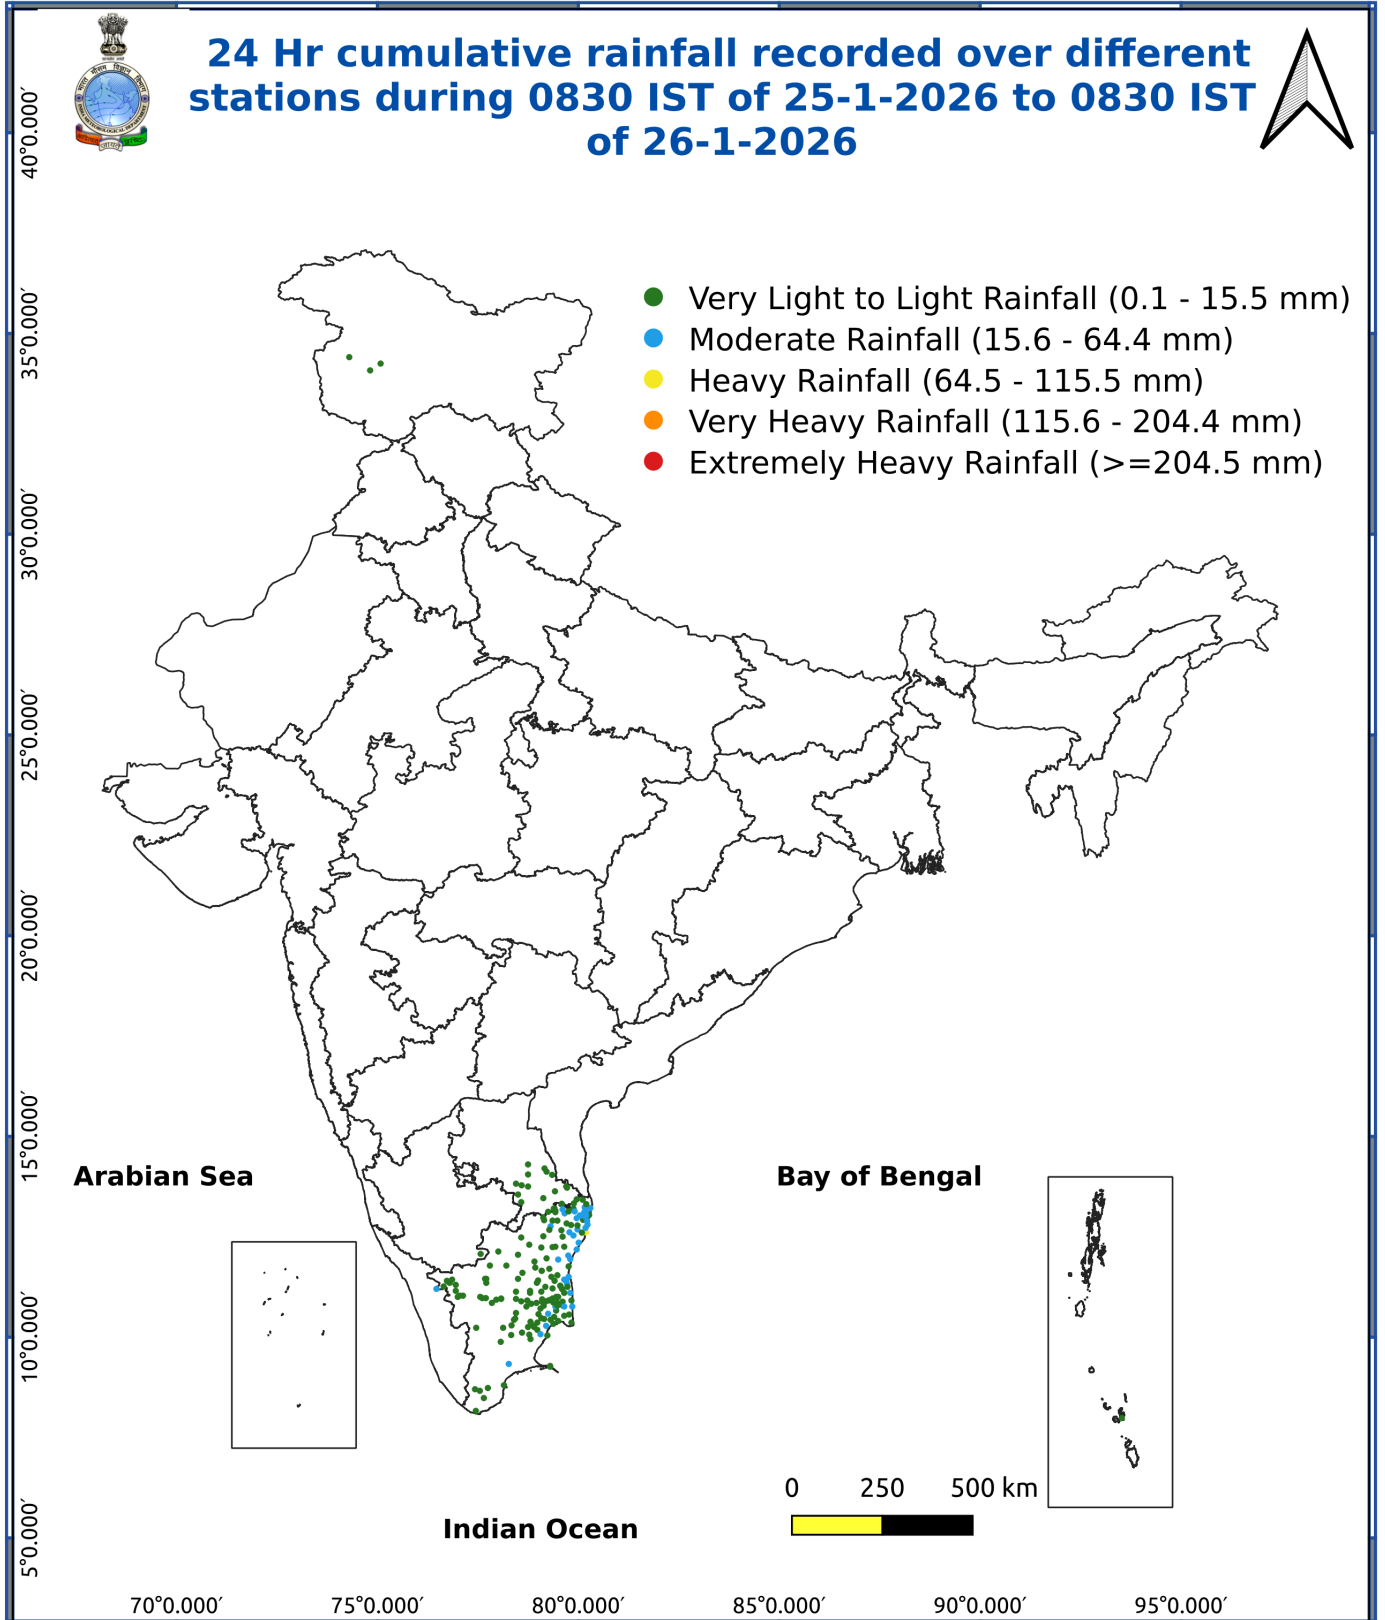 24 Hr cumulative rainfall recorded over different
stations during 0830 IST of 25-1-2026 to 0830 IST
of 26-1-2026
Very Light to Light Rainfall (0.1 - 15.5 mm)
Moderate Rainfall (15.6 - 64.4 mm)
Heavy Rainfall (64.5 - 115.5 mm)
Very Heavy Rainfall (115.6 - 204.4 mm)
Extremely Heavy Rainfall (>=204.5 mm)
40°0.000′
35°0.000′
30°0.000′
25°0.000′
20°0.000′
15°0.000′
10°0.000′
5°0.000′
Arabian Sea
Bay of Bengal
Indian Ocean
0 250 500 km
70°0.000′ 75°0.000′ 80°0.000′ 85°0.000′ 90°0.000′ 95°0.000′